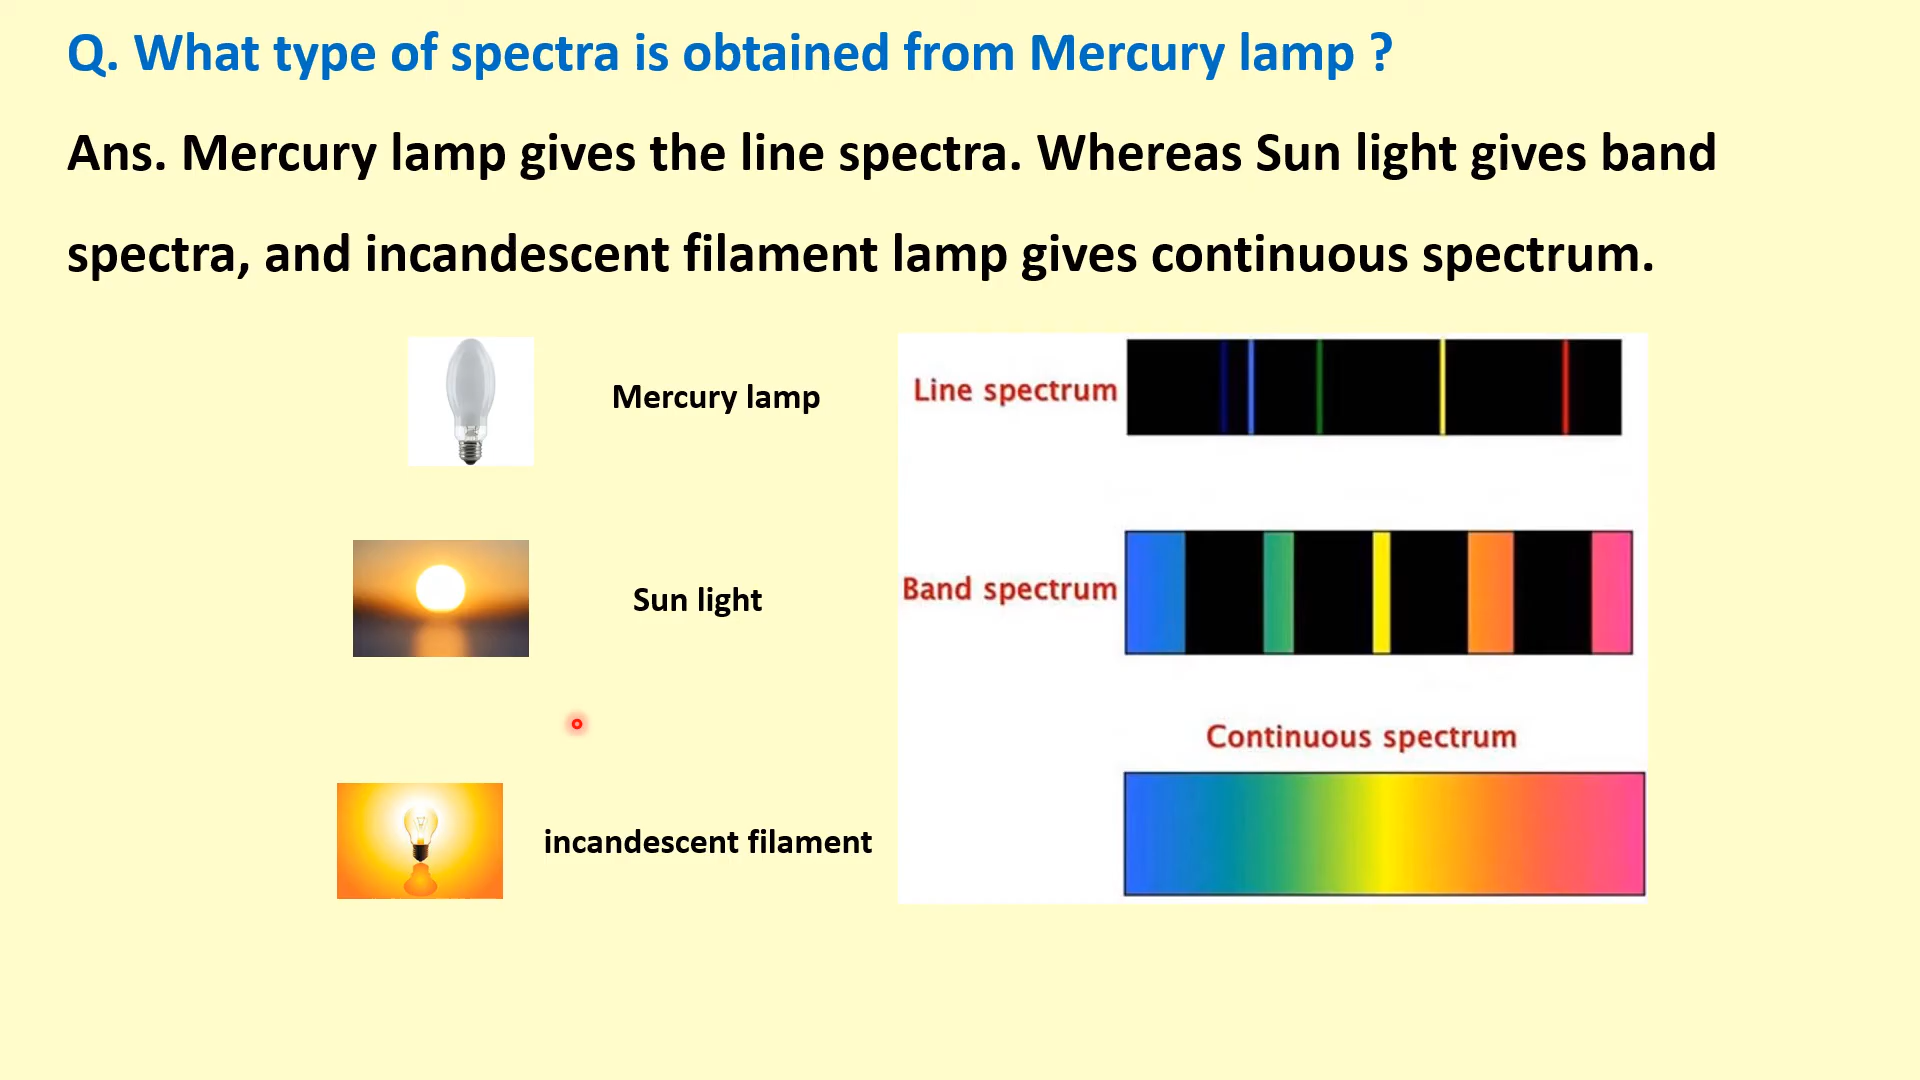 Q. What type of spectra is obtained from Mercury lamp ?
Ans. Mercury lamp gives the line spectra. Whereas Sun light gives band
spectra, and incandescent filament lamp gives continuous spectrum.
Mercury lamp
Line spectrum
Sun light
Band spectrum
Continuous spectrum
incandescent filament